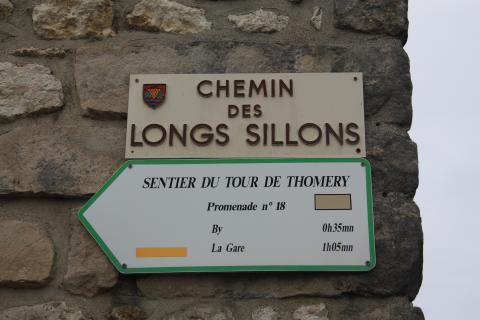 CHEMIN
DES
LONGS SILLONS
SENTIER DU TOUR DE THOMERY
Promenade n° 18
By 0h35mn
La Gare 1h05mn